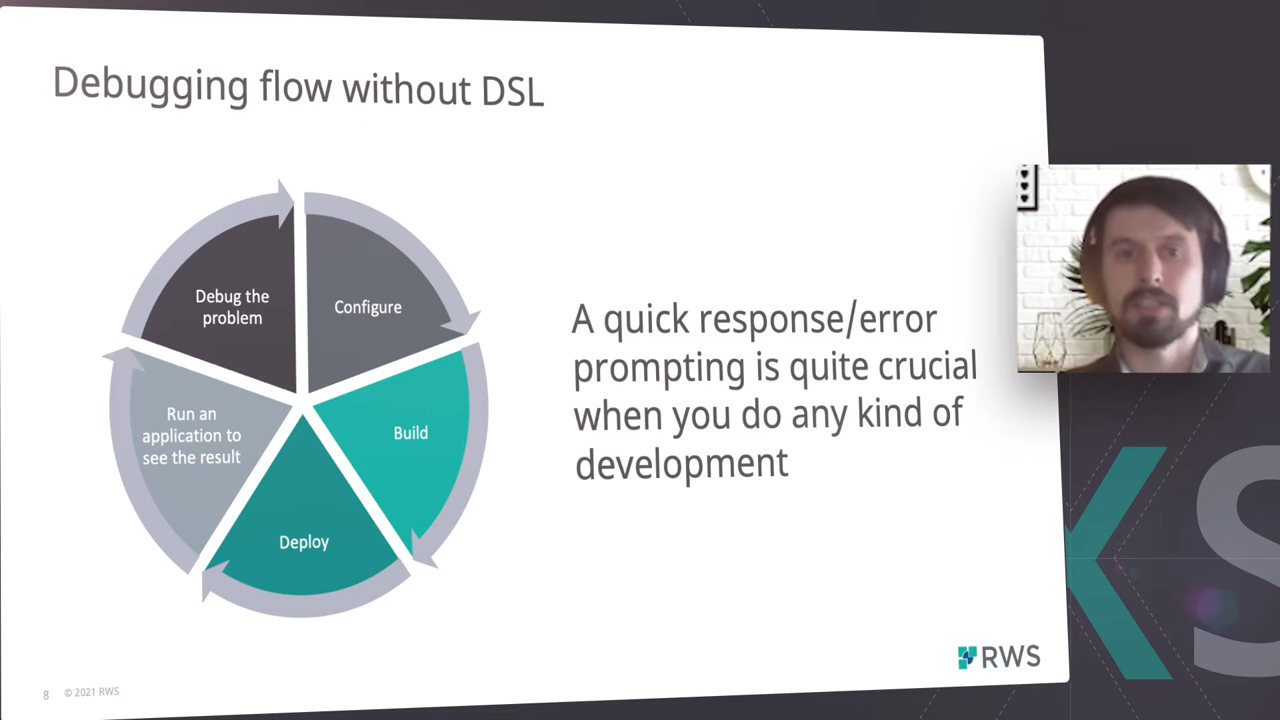 Debugging flow without DSL
Debug the
problem
Configure
Run an
application to
see the result
Build
Deploy
A quick response/error
prompting is quite crucial
when you do any kind of
development
RWS
8 © 2021 RWS
KS